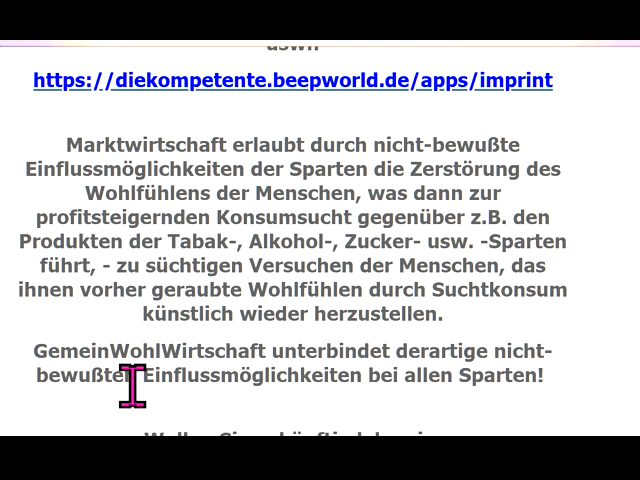 https://diekompetente.beepworld.de/apps/imprint
Marktwirtschaft erlaubt durch nicht-bewußte
Einflussmöglichkeiten der Sparten die Zerstörung des
Wohlfühlens der Menschen, was dann zur
profitsteigernden Konsumsucht gegenüber z.B. den
Produkten der Tabak-, Alkohol-, Zucker- usw. -Sparten
führt, - zu süchtigen Versuchen der Menschen, das
ihnen vorher geraubte Wohlfühlen durch Suchtkonsum
künstlich wieder herzustellen.
GemeinWohlWirtschaft unterbindet derartige nicht-
bewußten Einflussmöglichkeiten bei allen Sparten!